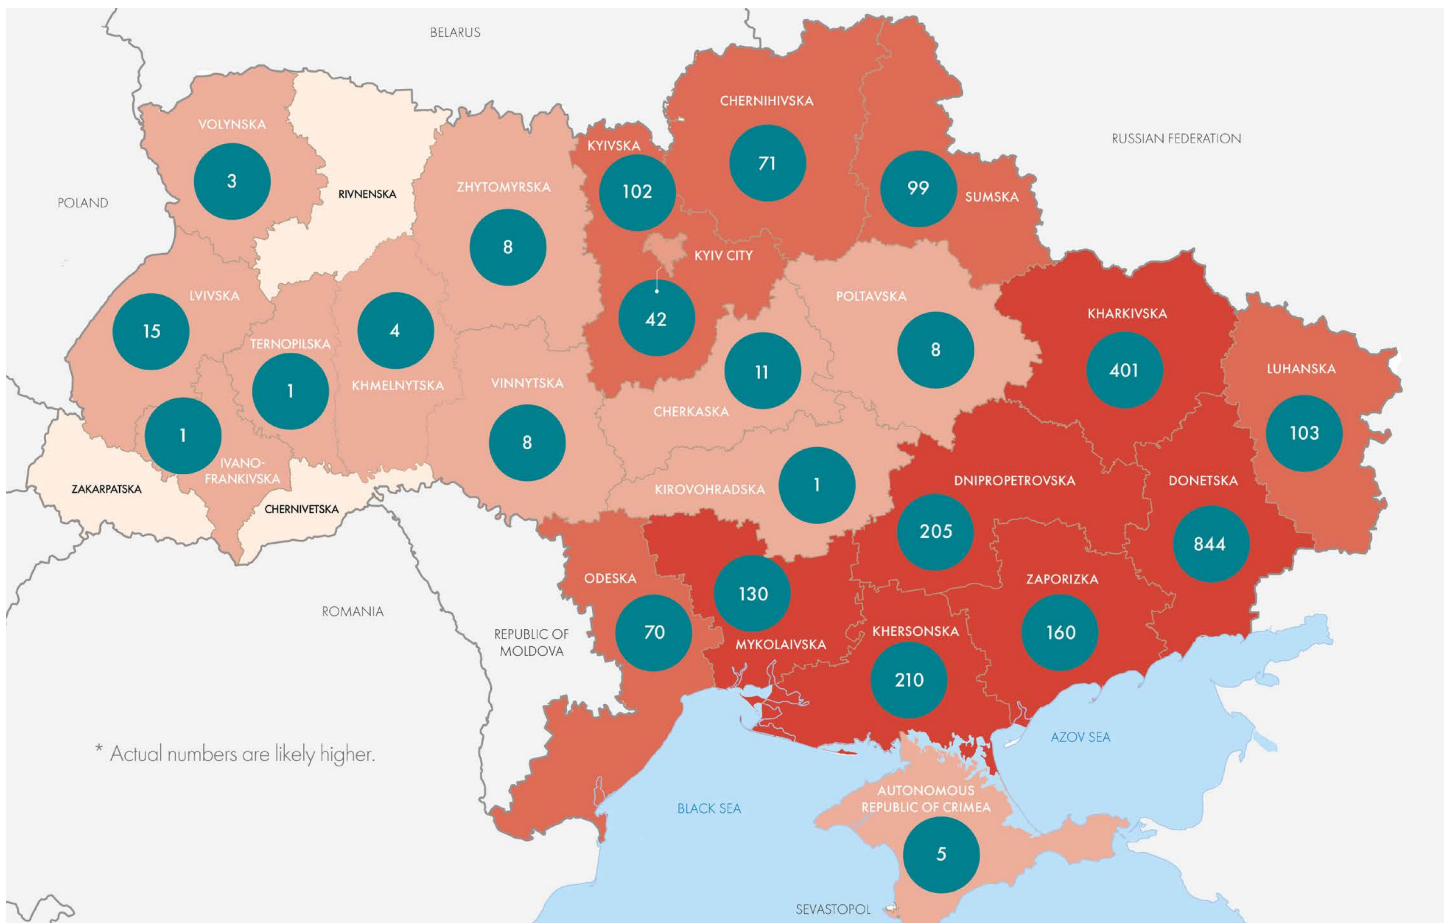 BELARUS
CHERNIHIVSKA
71
VOLYNSKA
3
RUSSIAN FEDERATION
KYIVSKA
102
POLAND
RIVNENSKA
ZHYTOMYRSKA
8
99
SUMSKA
KYIV CITY
42
LVIVSKA
15
POLTAVSKA
8
KHARKIVSKA
401
TERNOPILSKA
1
4
KHMELNYTSKA
VINNYTSKA
8
11
CHERKASKA
LUHANSKA
103
1
IVANO-
FRANKIVSKA
ZAKARPATSKA
CHERNIVETSKA
KIROVOHRADSKA
1
DNIPROPETROVSKA
205
DONETSKA
844
ODESKA
70
130
MYKOLAIVSKA
ZAPORIZKA
160
ROMANIA
REPUBLIC OF
MOLDOVA
KHERSONSKA
210
* Actual numbers are likely higher.
AZOV SEA
BLACK SEA
AUTONOMOUS
REPUBLIC OF CRIMEA
5
SEVASTOPOL